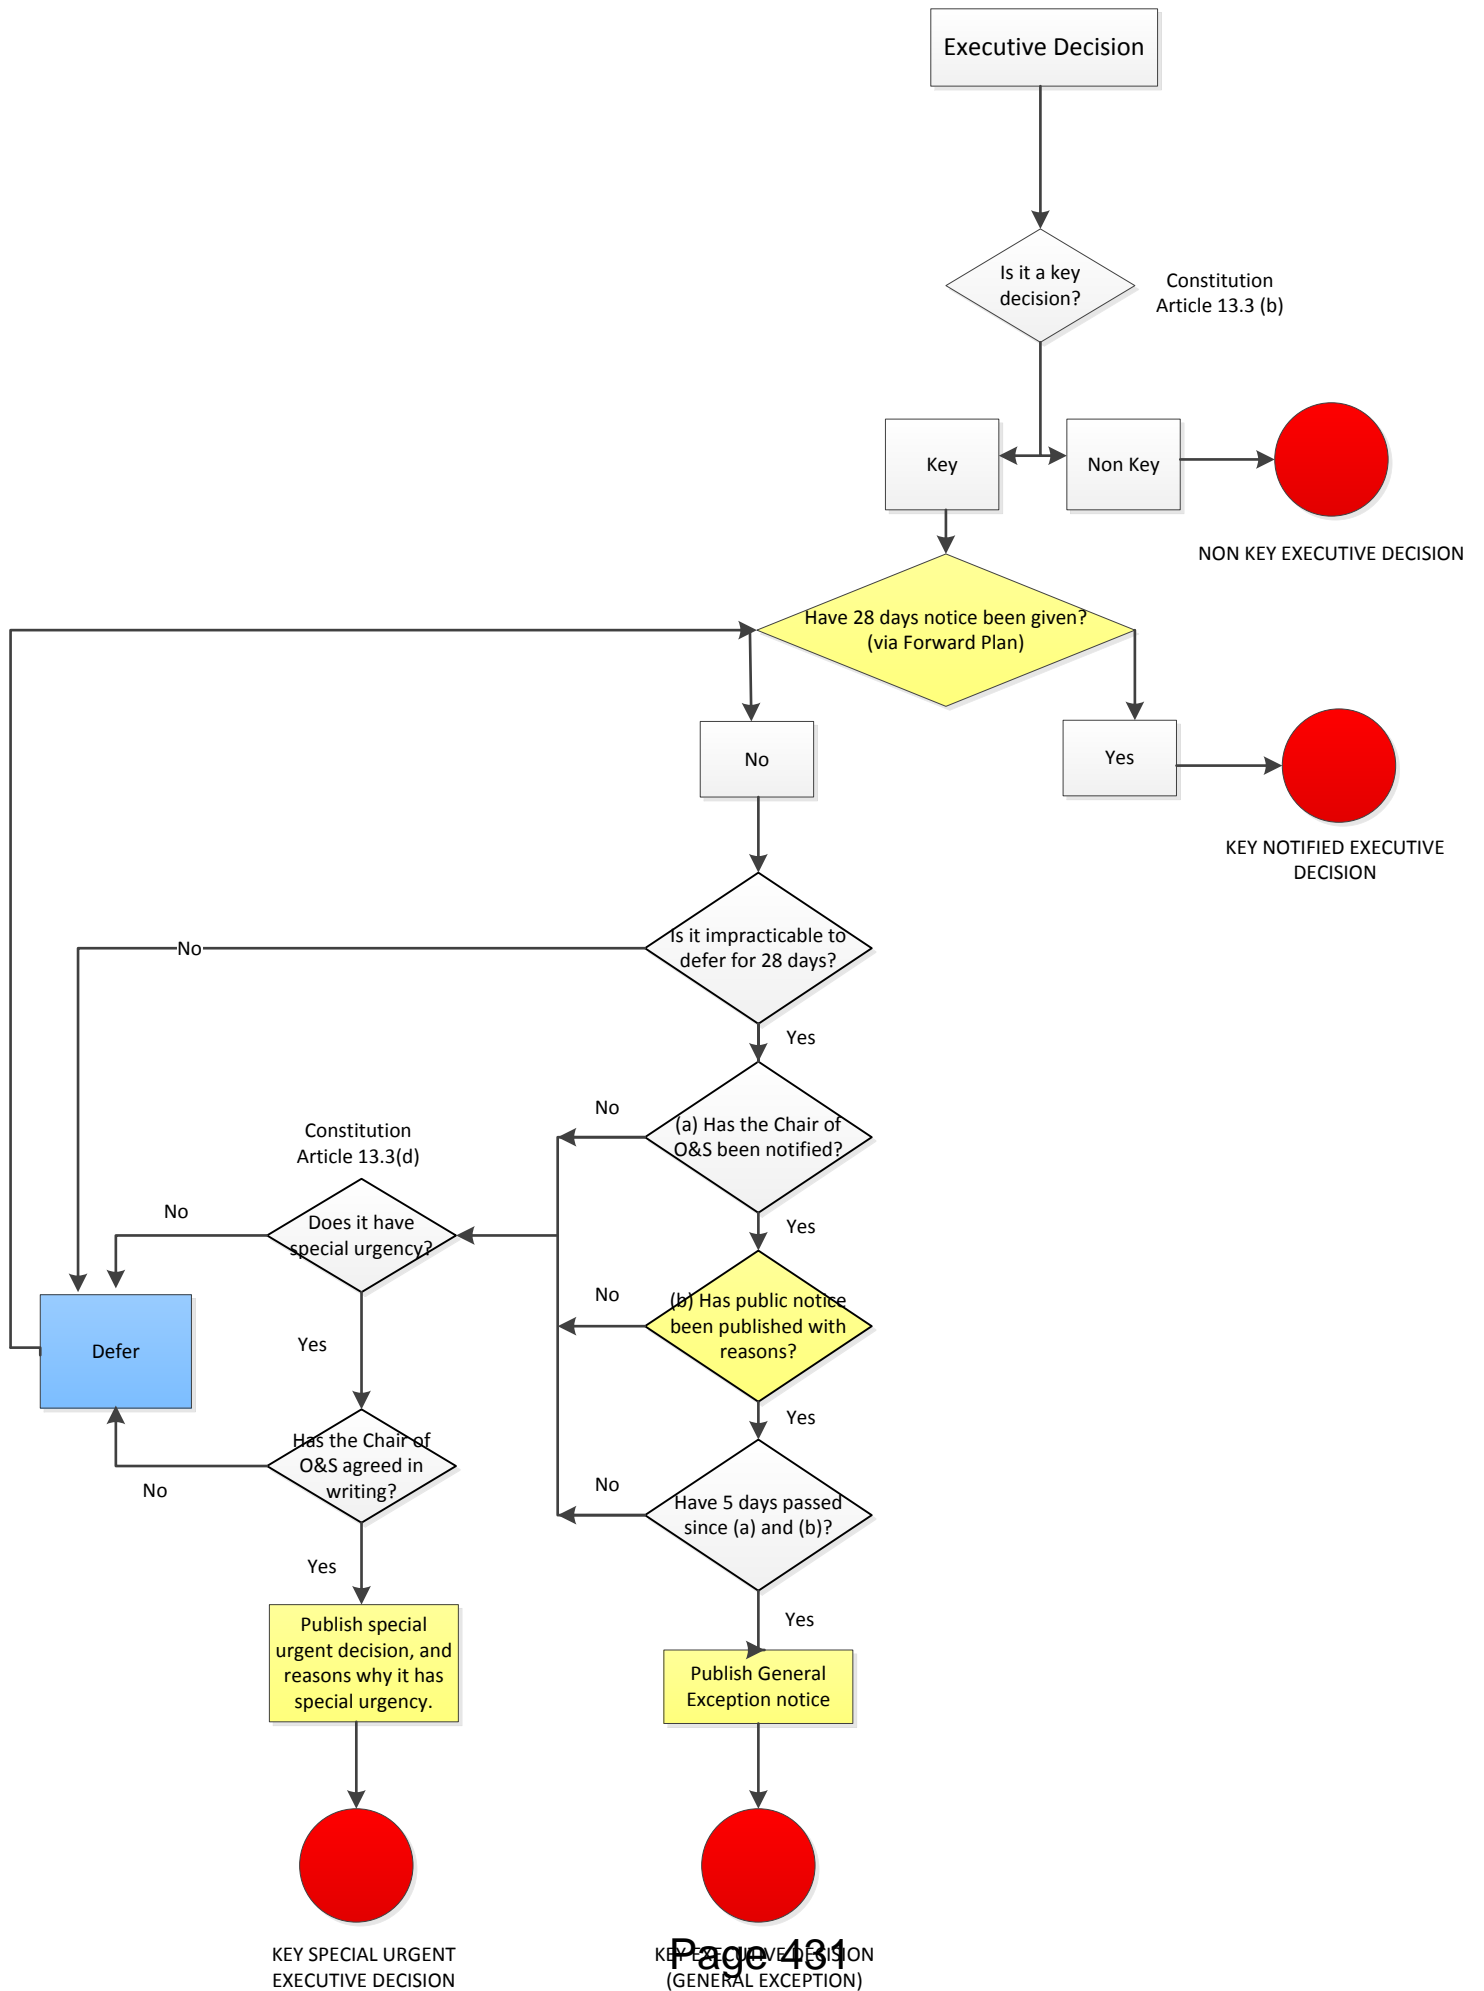 Executive Decision
Is it a key
decision?
Constitution
Article 13.3 (b)
Key
Non Key
NON KEY EXECUTIVE DECISION
Have 28 days notice been given?
(via Forward Plan)
No
Yes
KEY NOTIFIED EXECUTIVE
DECISION
Is it impracticable to
defer for 28 days?
No
Yes
(a) Has the Chair of
O&S been notified?
No
Yes
Constitution
Article 13.3(d)
Does it have
special urgency?
No
Yes
(b) Has public notice
been published with
reasons?
No
Yes
Defer
Has the Chair of
O&S agreed in
writing?
No
Yes
Have 5 days passed
since (a) and (b)?
No
Yes
Publish special
urgent decision, and
reasons why it has
special urgency.
Publish General
Exception notice
KEY SPECIAL URGENT
EXECUTIVE DECISION
KEY EXECUTIVE DECISION
(GENERAL EXCEPTION)
Page 431